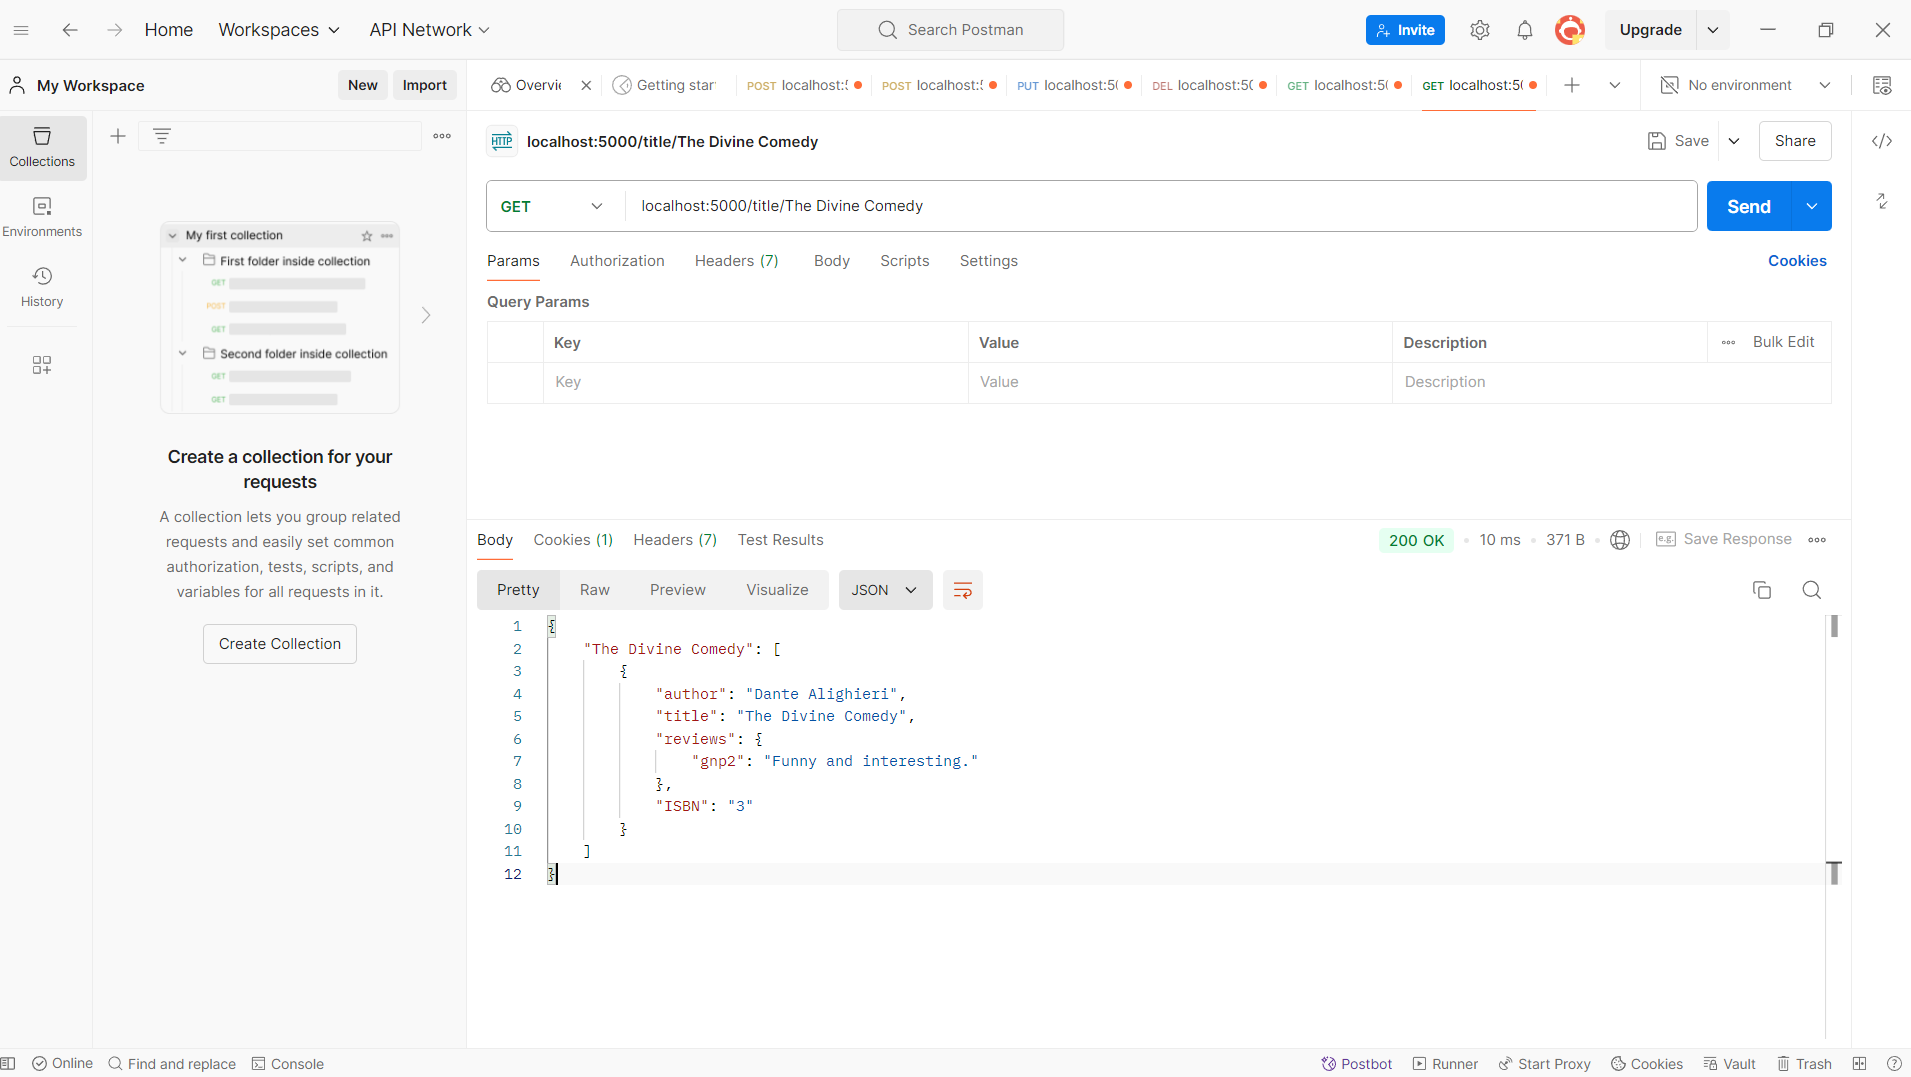 Home Workspaces API Network Search Postman Invite Upgrade
My Workspace New Import
Overvie Getting star POST localhost:5 POST localhost:5 PUT localhost:50 DEL localhost:50 GET localhost:50 GET localhost:50 No environment
Collections
Environments
History
My first collection
First folder inside collection
GET
POST
GET
Second folder inside collection
GET
GET
Create a collection for your
requests
A collection lets you group related
requests and easily set common
authorization, tests, scripts, and
variables for all requests in it.
Create Collection
HTTP localhost:5000/title/The Divine Comedy Save Share
GET localhost:5000/title/The Divine Comedy Send
Params Authorization Headers (7) Body Scripts Settings Cookies
Query Params
Key Value Description Bulk Edit
Key Value Description
Body Cookies (1) Headers (7) Test Results 200 OK 10 ms 371 B e.g. Save Response
Pretty Raw Preview Visualize JSON
1 {
2 "The Divine Comedy": [
3 {
4 "author": "Dante Alighieri",
5 "title": "The Divine Comedy",
6 "reviews": {
7 "gnp2": "Funny and interesting."
8 },
9 "ISBN": "3"
10 }
11 ]
12 }
Online Find and replace Console Postbot Runner Start Proxy Cookies Vault Trash